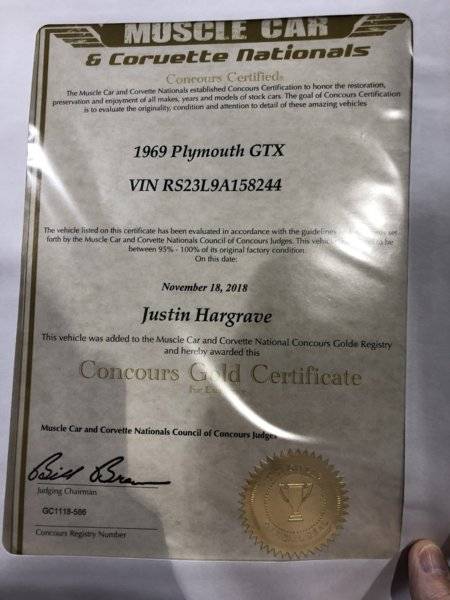 MUSCLE CAR
& Corvette Nationals
Concours Certified®
The Muscle Car and Corvette Nationals established Concours Certification to honor the restoration,
preservation and enjoyment of all makes, years and models of stock cars. The goal of Concours Certification
is to evaluate the originality, condition and attention to detail of these amazing vehicles
1969 Plymouth GTX
VIN RS23L9A158244
The vehicle listed on this certificate has been evaluated in accordance with the guidelines set
forth by the Muscle Car and Corvette Nationals Council of Concours Judges. This to be
between 95% - 100% of its original factory condition
On this date:
November 18, 2018
Justin Hargrave
This vehicle was added to the Muscle Car and Corvette National Concours Golde Registry
and hereby awarded this
Concours Gold Certificate
For
Muscle Car and Corvette Nationals Council of Concours Judges
Judging Chairman
GC1118-586
Concours Registry Number